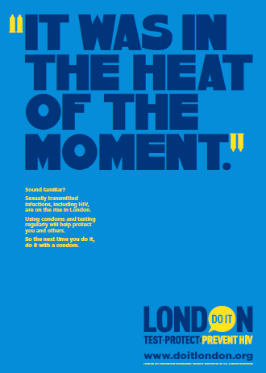 "IT WAS IN
THE HEAT
OF THE
MOMENT."
Sound familiar?
Sexually transmitted
infections, including HIV,
are on the rise in London.
Using condoms and testing
regularly will help protect
you and others.
So the next time you do it,
do it with a condom.
LONDON
DO IT
TEST·PROTECT·PREVENT HIV
www.doitlondon.org